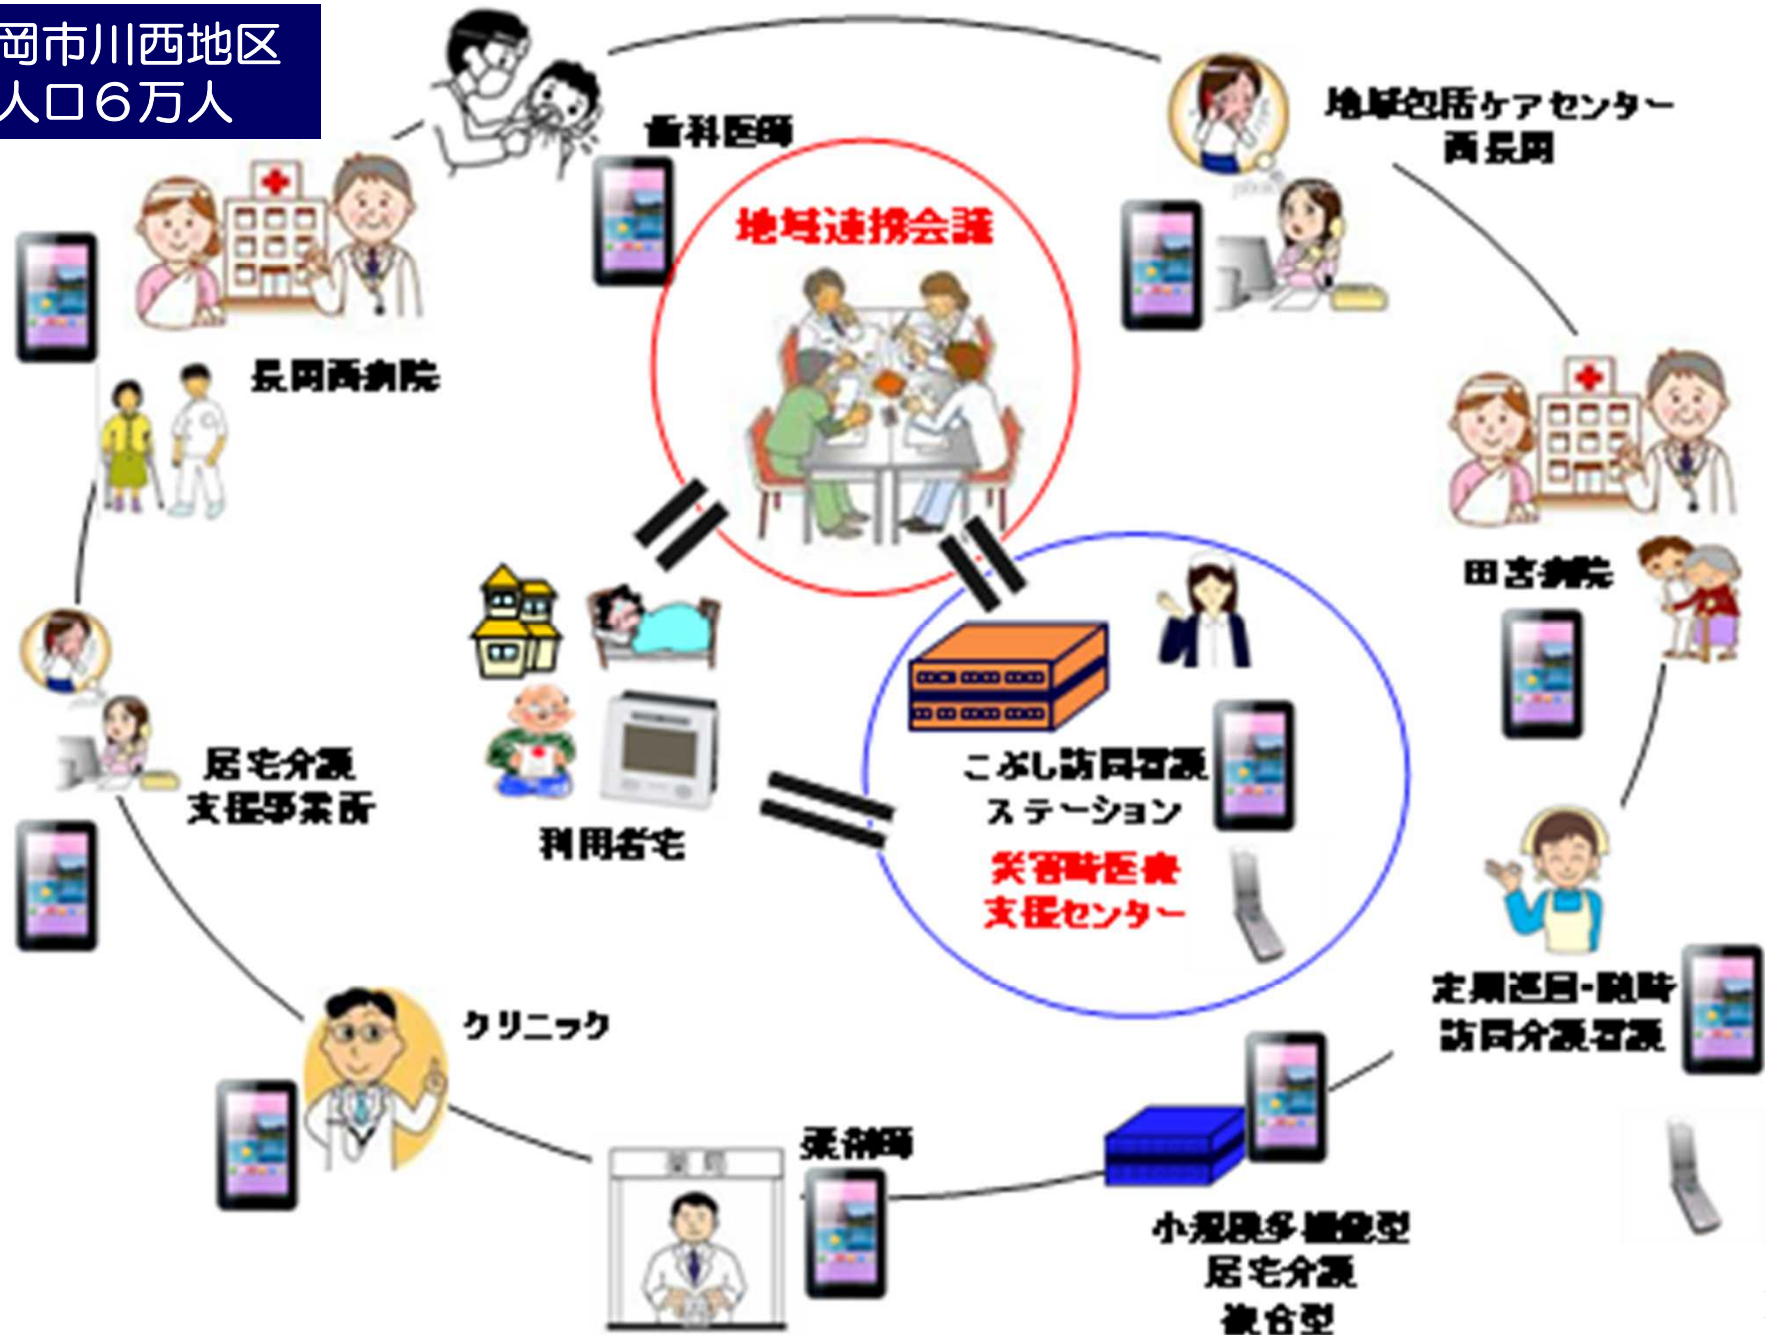 岡市川西地区
人口6万人
歯科医師
地域包括ケアセンター
西長岡
地域連携会議
長岡西病院
田宮病院
居宅介護
支援事業所
利用者宅
こぶし訪問看護
ステーション
災害時医療
支援センター
定期巡回・随時
訪問介護看護
クリニック
薬剤師
薬局
小規模多機能型
居宅介護
複合型